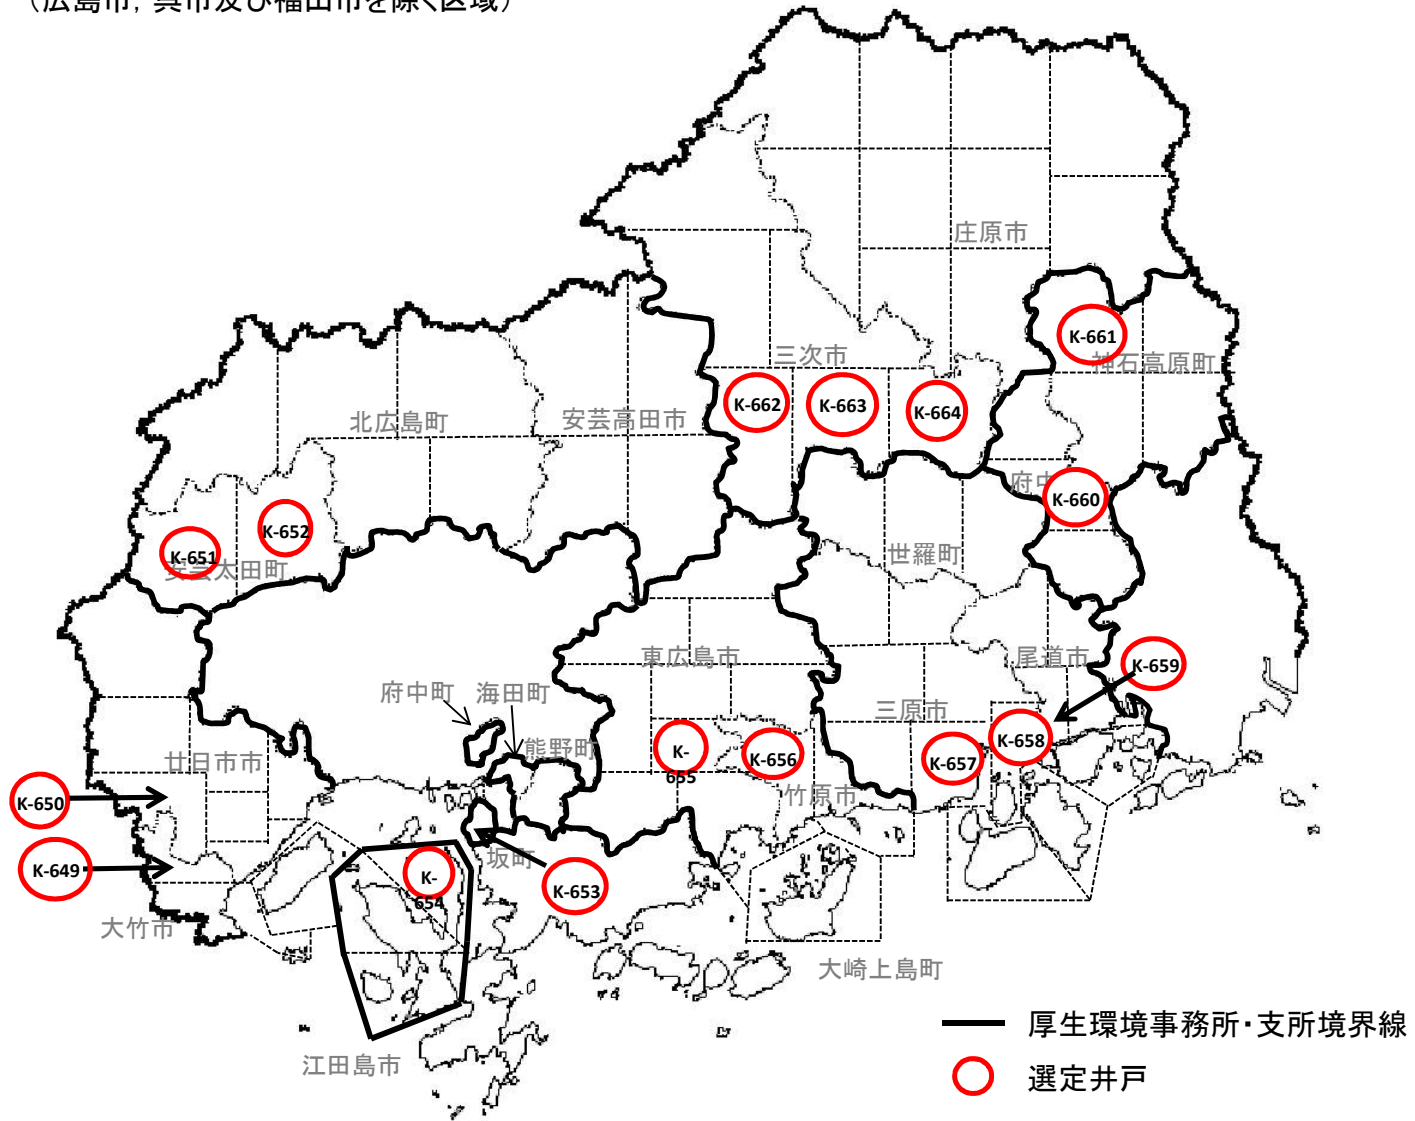 （広島市，呉市及び福山市を除く区域）
庄原市
K-661
三次市
神石高原町
K-662
K-663
K-664
北広島町
安芸高田市
府中
K-660
K-652
K-651
安芸太田町
世羅町
東広島市
尾道市
K-659
府中町
海田町
三原市
熊野町
K-658
K-
655
K-656
K-657
廿日市市
竹原市
K-650
K-649
坂町
K-
654
K-653
大竹市
大崎上島町
江田島市
厚生環境事務所・支所境界線
選定井戸